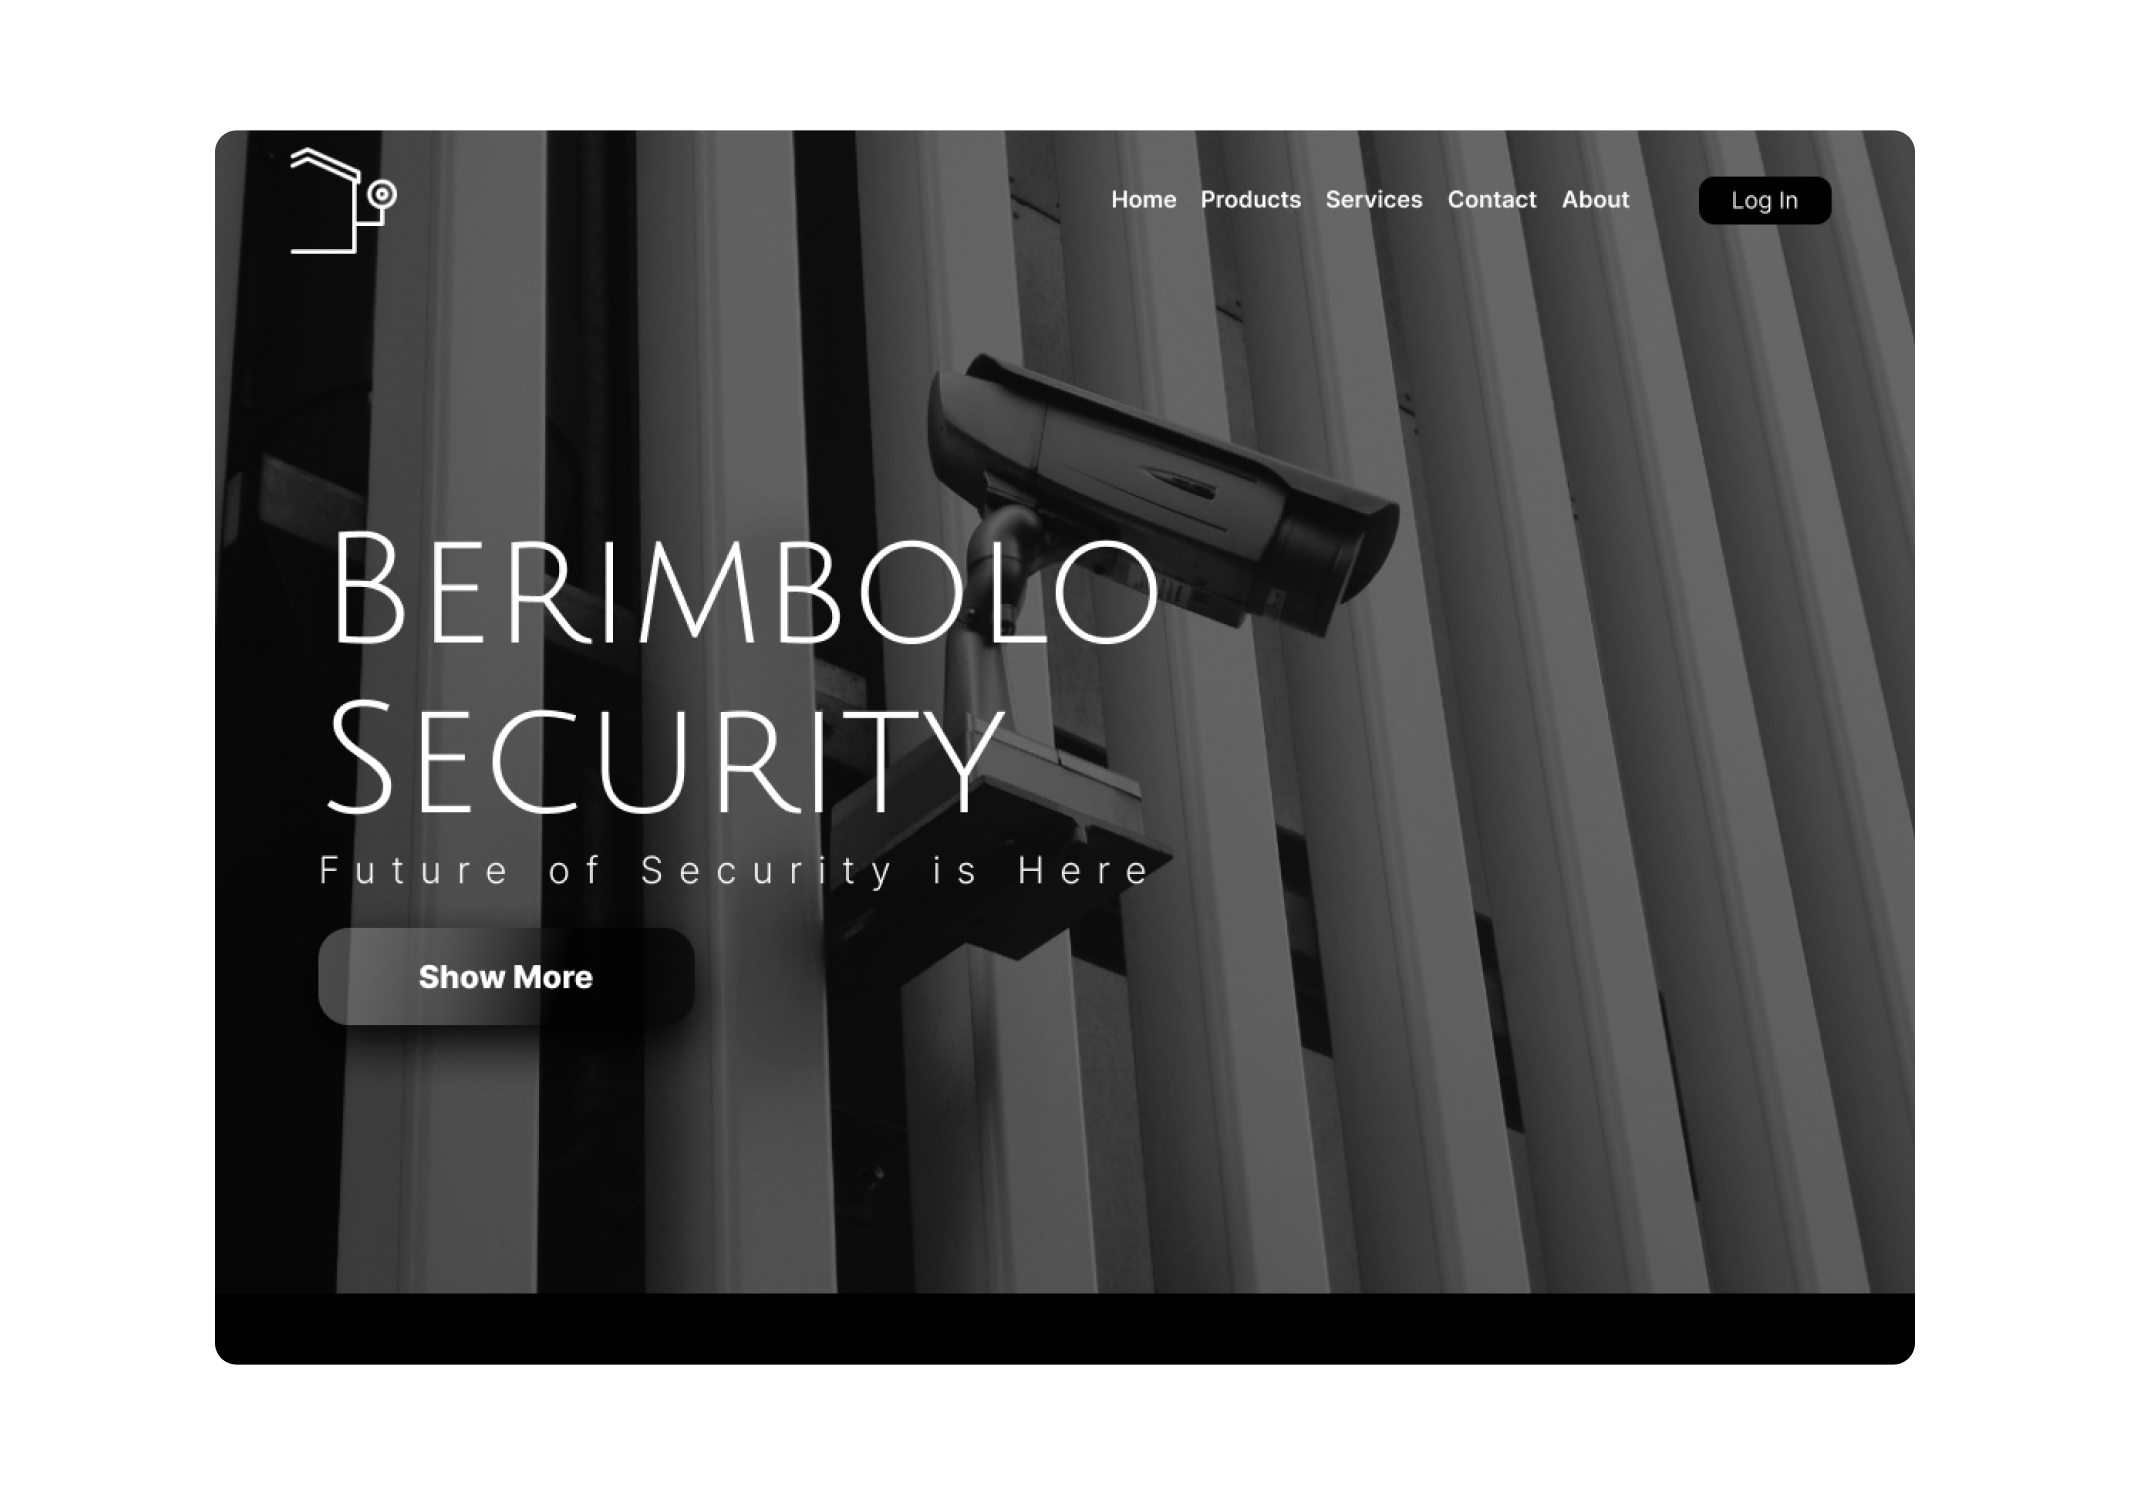 Home Products Services Contact About Log In
BERIMBOLO
SECURITY
Future of Security is Here
Show More